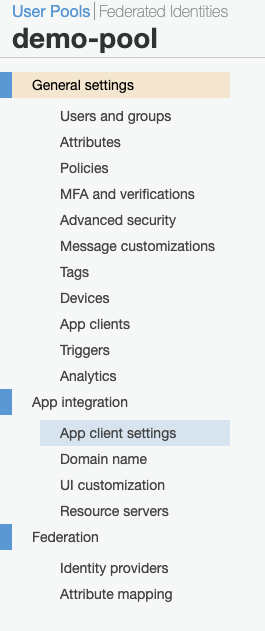 User Pools | Federated Identities
demo-pool
General settings
Users and groups
Attributes
Policies
MFA and verifications
Advanced security
Message customizations
Tags
Devices
App clients
Triggers
Analytics
App integration
App client settings
Domain name
UI customization
Resource servers
Federation
Identity providers
Attribute mapping